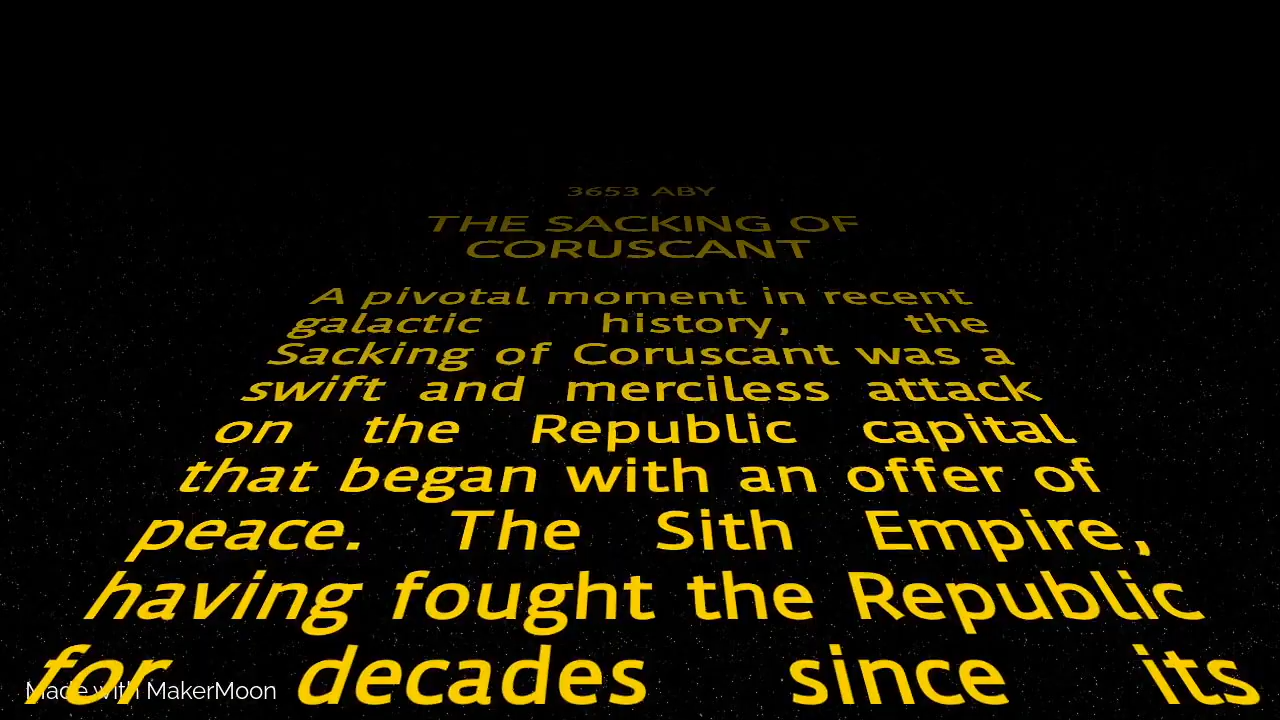 3653 ABY
THE SACKING OF
CORUSCANT
A pivotal moment in recent
galactic history, the
Sacking of Coruscant was a
swift and merciless attack
on the Republic capital
that began with an offer of
peace. The Sith Empire,
having fought the Republic
for decades since its
Made with MakerMoon